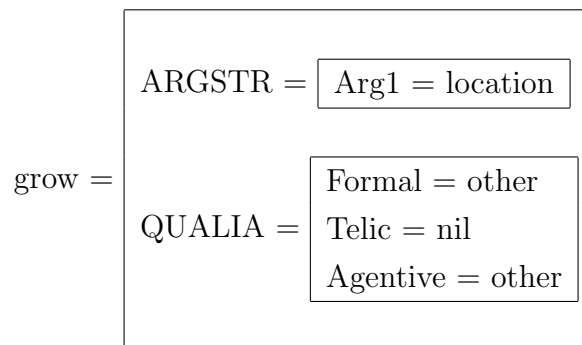 ARGSTR = Arg1 = location
grow =
QUALIA =
Formal = other
Telic = nil
Agentive = other